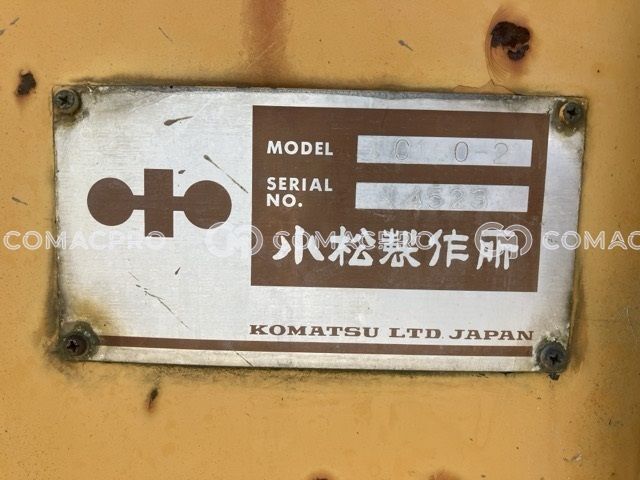 MODEL
SERIAL
NO.
小松製作所
KOMATSU LTD. JAPAN
COMACPRO COMACPRO COMAC